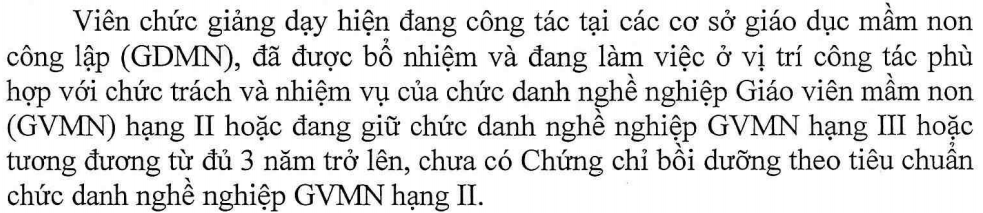 Viên chức giảng dạy hiện đang công tác tại các cơ sở giáo dục mầm non
công lập (GDMN), đã được bổ nhiệm và đang làm việc ở vị trí công tác phù
hợp với chức trách và nhiệm vụ của chức danh nghề nghiệp Giáo viên mầm non
(GVMN) hạng II hoặc đang giữ chức danh nghề nghiệp GVMN hạng III hoặc
tương đương từ đủ 3 năm trở lên, chưa có Chứng chỉ bồi dưỡng theo tiêu chuẩn
chức danh nghề nghiệp GVMN hạng II.